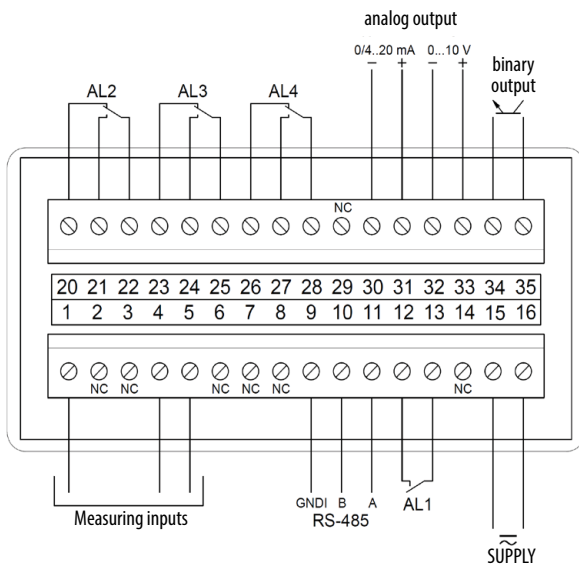 analog output
0/4..20 mA 0...10 V
− + − +
binary
output
AL2 AL3 AL4
NC
20 21 22 23 24 25 26 27 28 29 30 31 32 33 34 35
1 2 3 4 5 6 7 8 9 10 11 12 13 14 15 16
NC NC NC NC NC NC
Measuring inputs
GNDI B A
RS-485
AL1
SUPPLY